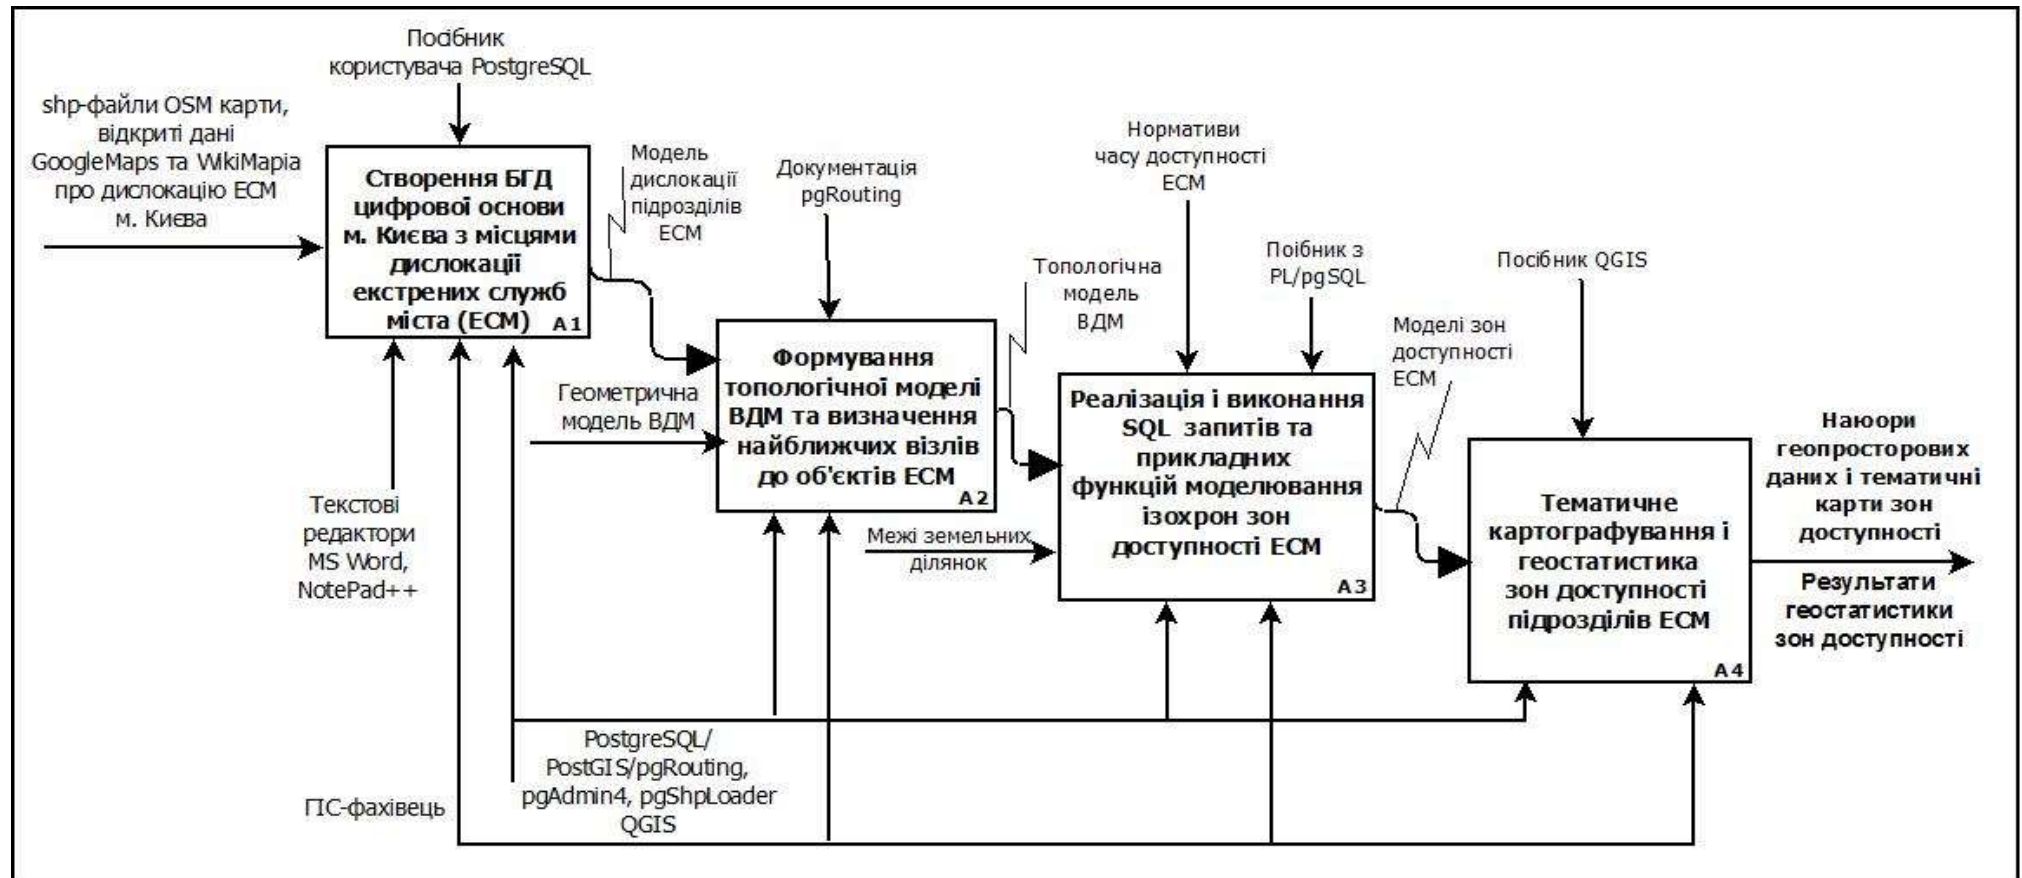 Посібник
користувача PostgreSQL
shp-файли OSM карти,
відкриті дані
GoogleMaps та WikiMapia
про дислокацію ЕСМ
м. Києва
Створення БГД
цифрової основи
м. Києва з місцями
дислокації
екстрених служб
міста (ЕСМ)
А1
Модель
дислокації
підрозділів
ЕСМ
Документація
pgRouting
Нормативи
часу доступності
ЕСМ
Поібник з
PL/pgSQL
Посібник QGIS
Топологічна
модель
ВДМ
Моделі зон
доступності
ЕСМ
Геометрична
модель ВДМ
Формування
топологічної моделі
ВДМ та визначення
найближчих візлів
до об'єктів ЕСМ
А2
Реалізація і виконання
SQL запитів та
прикладних
функцій моделювання
ізохрон зон
доступності ЕСМ
А3
Межі земельних
ділянок
Тематичне
картографування і
геостатистика
зон доступності
підрозділів ЕСМ
А4
Наюори
геопросторових
даних і тематичні
карти зон
доступності
Результати
геостатистики
зон доступності
Текстові
редактори
MS Word,
NotePad++
PostgreSQL/
PostGIS/pgRouting,
pgAdmin4, pgShpLoader
QGIS
ГІС-фахівець